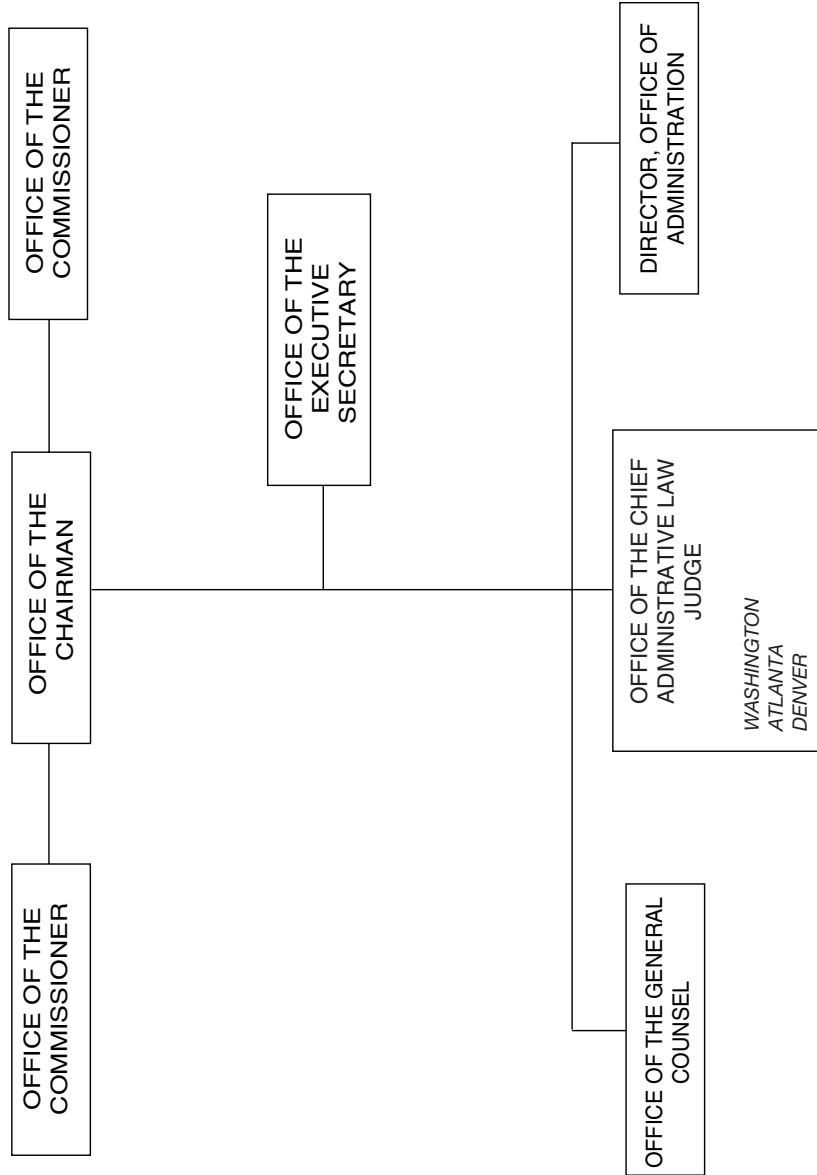 OFFICE OF THE
COMMISSIONER
OFFICE OF THE
CHAIRMAN
OFFICE OF THE
COMMISSIONER
OFFICE OF THE
EXECUTIVE
SECRETARY
OFFICE OF THE GENERAL
COUNSEL
OFFICE OF THE CHIEF
ADMINISTRATIVE LAW
JUDGE
WASHINGTON
ATLANTA
DENVER
DIRECTOR, OFFICE OF
ADMINISTRATION